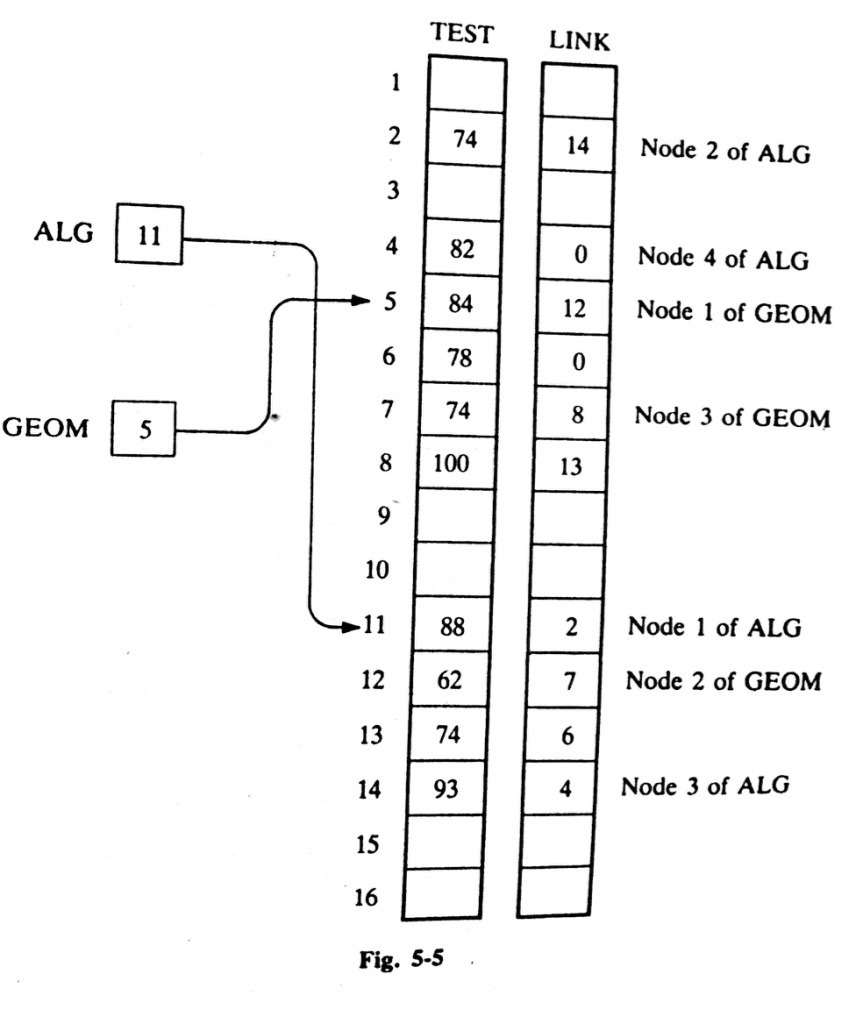 TEST LINK
1
2 74 14 Node 2 of ALG
3
ALG 11
4 82 0 Node 4 of ALG
5 84 12 Node 1 of GEOM
6 78 0
GEOM 5
7 74 8 Node 3 of GEOM
8 100 13
9
10
11 88 2 Node 1 of ALG
12 62 7 Node 2 of GEOM
13 74 6
14 93 4 Node 3 of ALG
15
16
Fig. 5-5